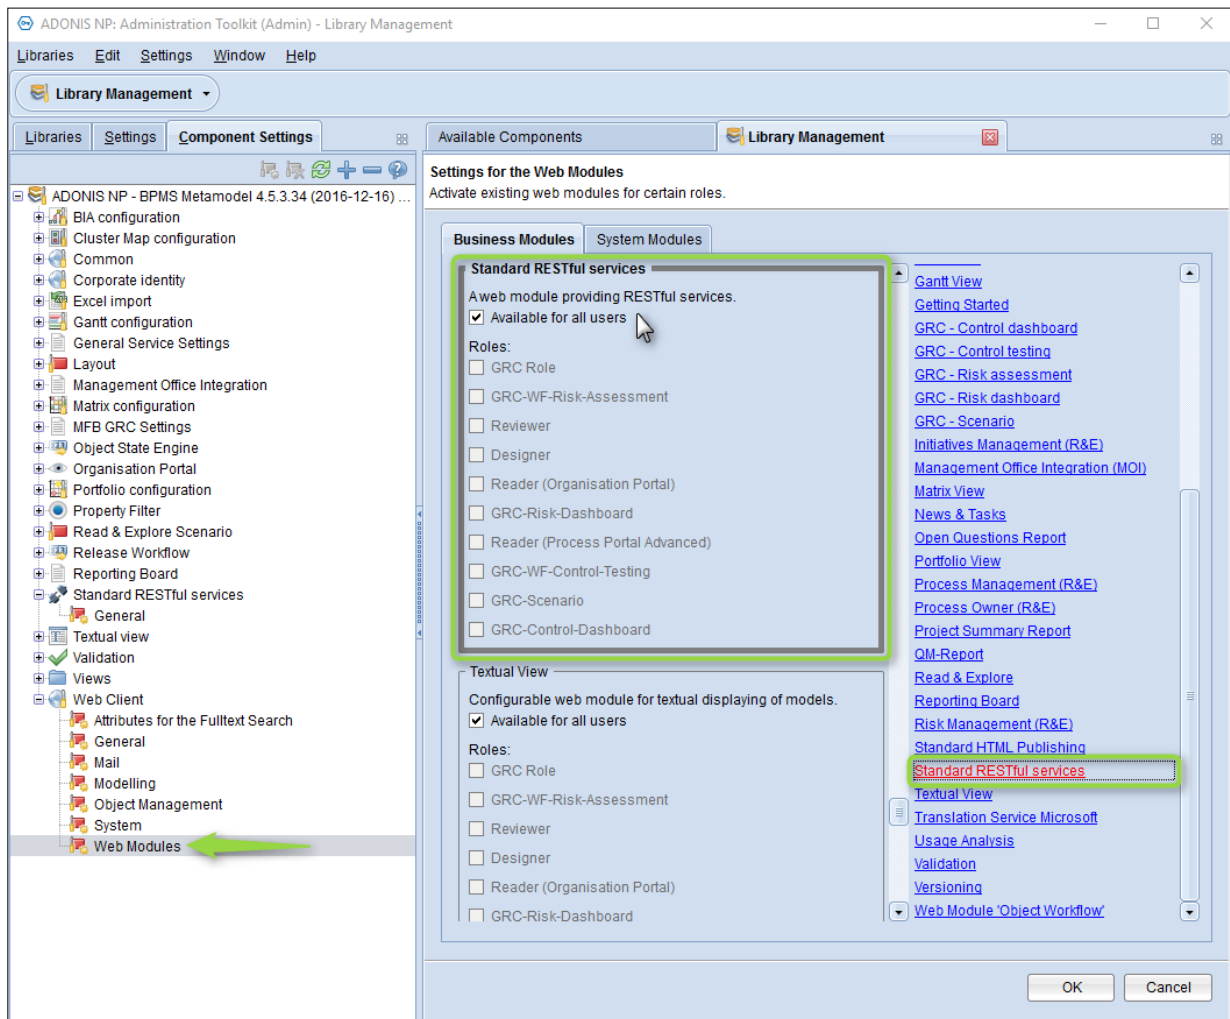 ADONIS NP: Administration Toolkit (Admin) - Library Management
Libraries Edit Settings Window Help
Library Management
Libraries Settings Component Settings
ADONIS NP - BPMS Metamodel 4.5.3.34 (2016-12-16) ...
BIA configuration
Cluster Map configuration
Common
Corporate identity
Excel import
Gantt configuration
General Service Settings
Layout
Management Office Integration
Matrix configuration
MFB GRC Settings
Object State Engine
Organisation Portal
Portfolio configuration
Property Filter
Read & Explore Scenario
Release Workflow
Reporting Board
Standard RESTful services
General
Textual view
Validation
Views
Web Client
Attributes for the Fulltext Search
General
Mail
Modelling
Object Management
System
Web Modules
Available Components Library Management
Settings for the Web Modules
Activate existing web modules for certain roles.
Business Modules System Modules
Standard RESTful services
A web module providing RESTful services.
Available for all users
Roles:
GRC Role
GRC-WF-Risk-Assessment
Reviewer
Designer
Reader (Organisation Portal)
GRC-Risk-Dashboard
Reader (Process Portal Advanced)
GRC-WF-Control-Testing
GRC-Scenario
GRC-Control-Dashboard
Textual View
Configurable web module for textual displaying of models.
Available for all users
Roles:
GRC Role
GRC-WF-Risk-Assessment
Reviewer
Designer
Reader (Organisation Portal)
GRC-Risk-Dashboard
Gantt View
Getting Started
GRC - Control dashboard
GRC - Control testing
GRC - Risk assessment
GRC - Risk dashboard
GRC - Scenario
Initiatives Management (R&E)
Management Office Integration (MOI)
Matrix View
News & Tasks
Open Questions Report
Portfolio View
Process Management (R&E)
Process Owner (R&E)
Project Summary Report
QM-Report
Read & Explore
Reporting Board
Risk Management (R&E)
Standard HTML Publishing
Standard RESTful services
Textual View
Translation Service Microsoft
Usage Analysis
Validation
Versioning
Web Module 'Object Workflow'
OK Cancel